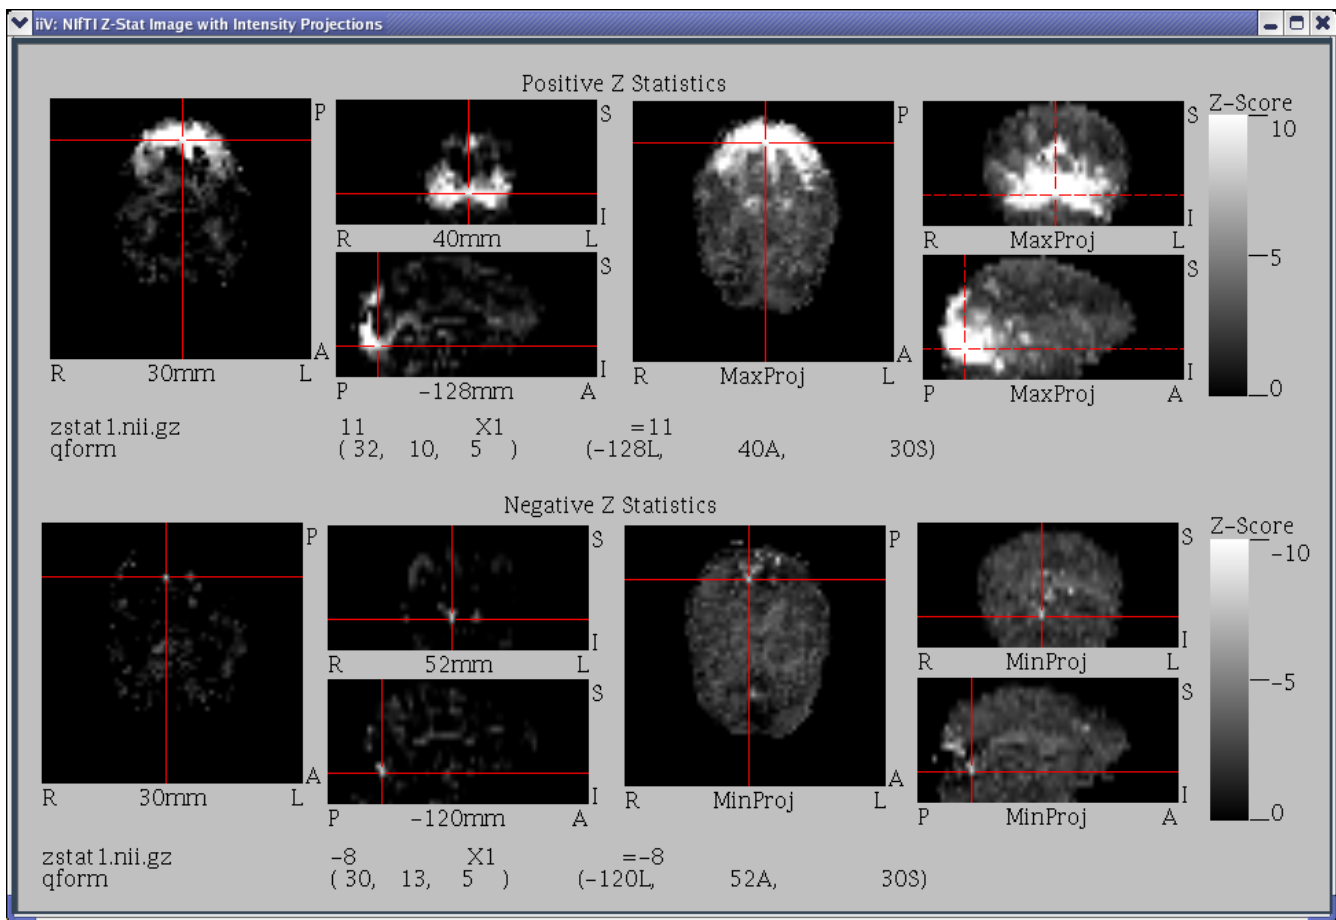 iiV: NIfTI Z-Stat Image with Intensity Projections
Positive Z Statistics
P S P S Z-Score
10
I I
R 40mm L R MaxProj L
S S
5
A I A I
R 30mm L R MaxProj L
0
P -128mm A P MaxProj A
zstat1.nii.gz 11 X1 =11
qform ( 32, 10, 5 ) (-128L, 40A, 30S)
Negative Z Statistics
P S P S Z-Score
-10
I I
R 52mm L R MinProj L
S S
-5
A I A I
R 30mm L R MinProj L
0
P -120mm A P MinProj A
zstat1.nii.gz -8 X1 =-8
qform ( 30, 13, 5 ) (-120L, 52A, 30S)